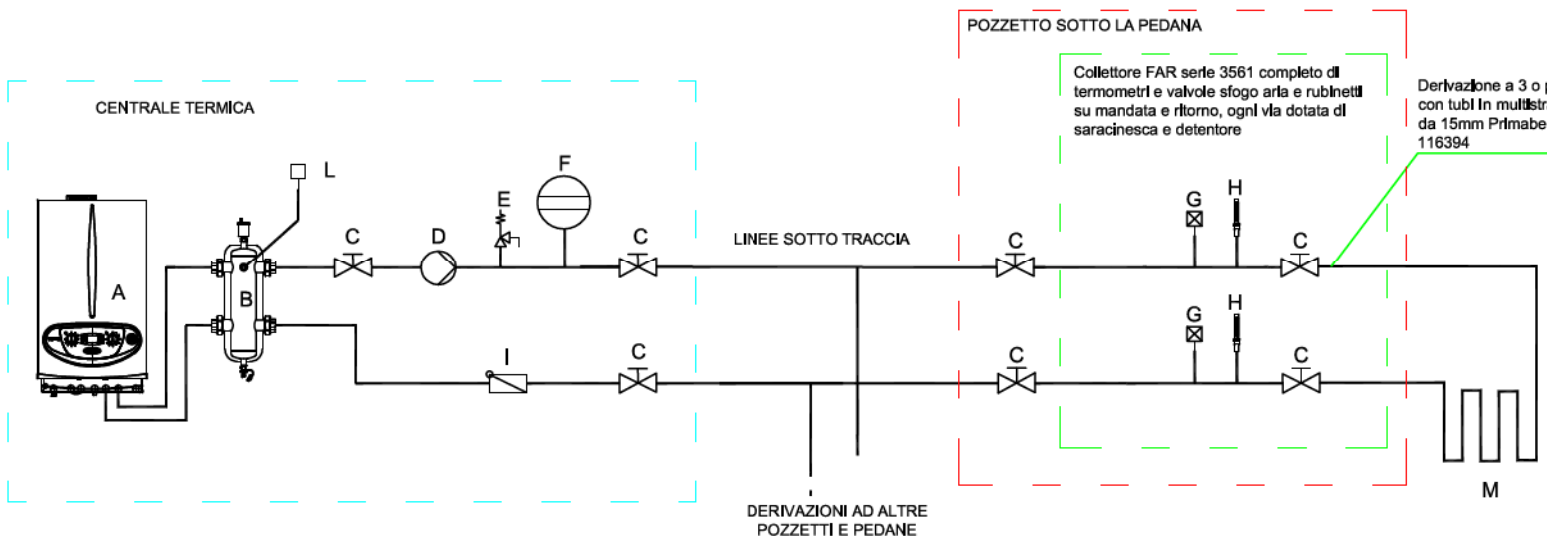 POZZETTO SOTTO LA PEDANA
Collettore FAR serie 3561 completo di
termometri e valvole sfogo aria e rubinetti
su mandata e ritorno, ogni via dotata di
saracinesca e detentore
Derivazione a 3 o
con tubi in
da 15mm
116394
CENTRALE TERMICA
L
F
E
C
D
C
LINEE SOTTO TRACCIA
C
G
H
C
A
B
I
C
C
G
H
C
M
DERIVAZIONI AD ALTRE
POZZETTI E PEDANE